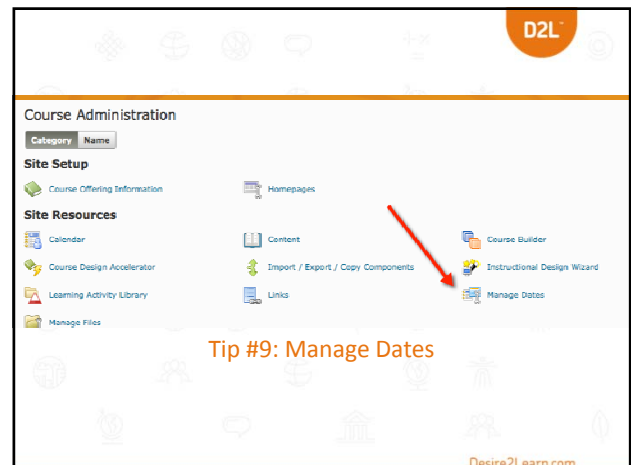 D2L
Course Administration
Category Name
Site Setup
Course Offering Information Homepages
Site Resources
Calendar Content Course Builder
Course Design Accelerator Import / Export / Copy Components Instructional Design Wizard
Learning Activity Library Links Manage Dates
Manage Files
Tip #9: Manage Dates
Desire2Learn.com